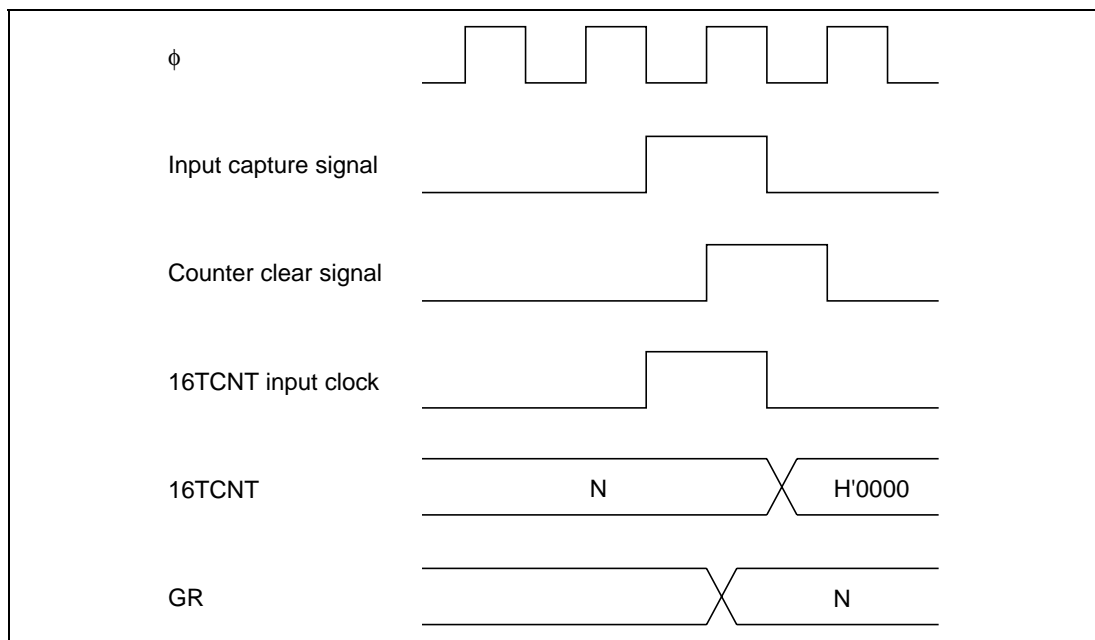 ϕ
Input capture signal
Counter clear signal
16TCNT input clock
16TCNT N H'0000
GR N